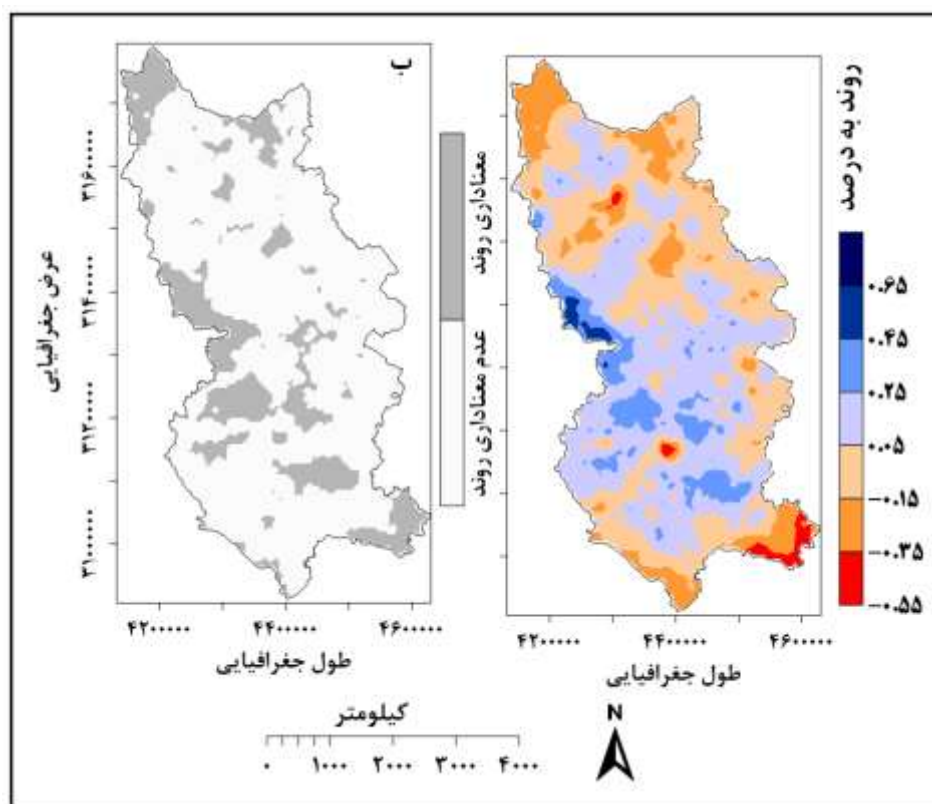 ب
روند به درصد
معناداری روند
عدم معناداری روند
عرض جغرافیایی
۳۱۶۰۰۰۰
۳۱۴۰۰۰۰
۳۱۲۰۰۰۰
۳۱۰۰۰۰۰
۰.۶۵
۰.۴۵
۰.۲۵
۰.۰۵
-۰.۱۵
-۰.۳۵
-۰.۵۵
۴۲۰۰۰۰۰ ۴۴۰۰۰۰۰ ۴۶۰۰۰۰۰
طول جغرافیایی
۴۲۰۰۰۰۰ ۴۴۰۰۰۰۰ ۴۶۰۰۰۰۰
طول جغرافیایی
کیلومتر
۰ ۱۰۰۰ ۲۰۰۰ ۳۰۰۰ ۴۰۰۰
N